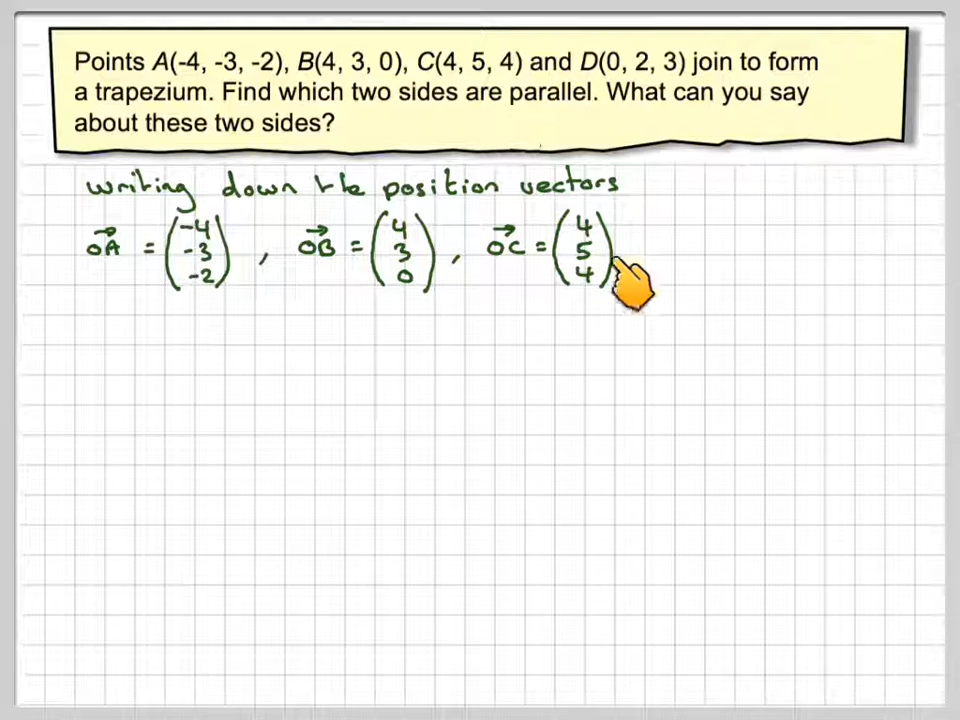 Points A(-4, -3, -2), B(4, 3, 0), C(4, 5, 4) and D(0, 2, 3) join to form
a trapezium. Find which two sides are parallel. What can you say
about these two sides?
writing down the position vectors
→OA = (-4 -3 -2), →OB = (4 3 0), →OC = (4 5 4)